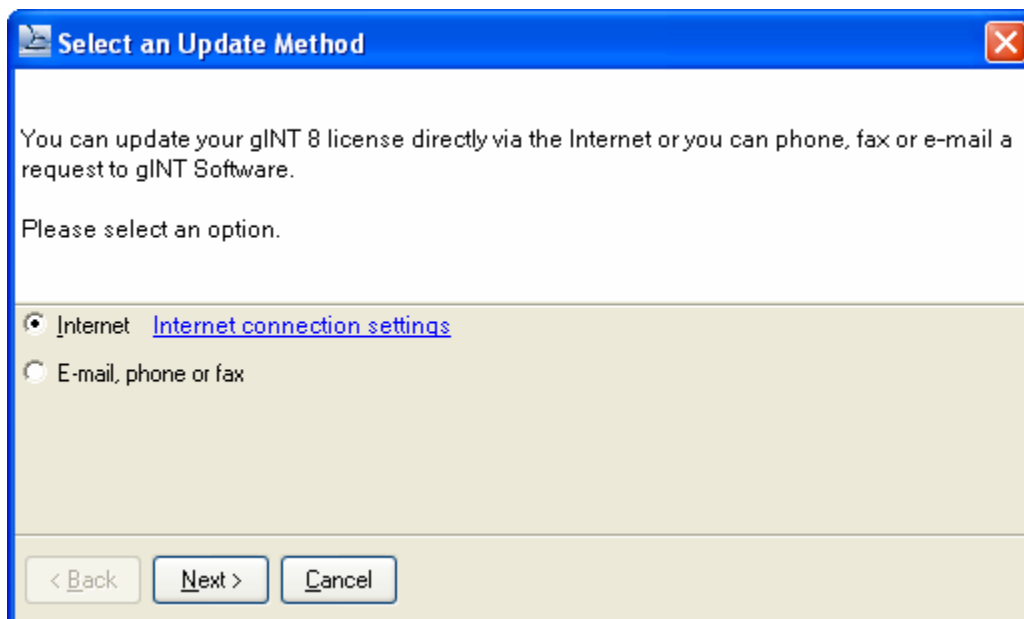 Select an Update Method
You can update your gINT 8 license directly via the Internet or you can phone, fax or e-mail a
request to gINT Software.
Please select an option.
Internet Internet connection settings
E-mail, phone or fax
< Back Next > Cancel